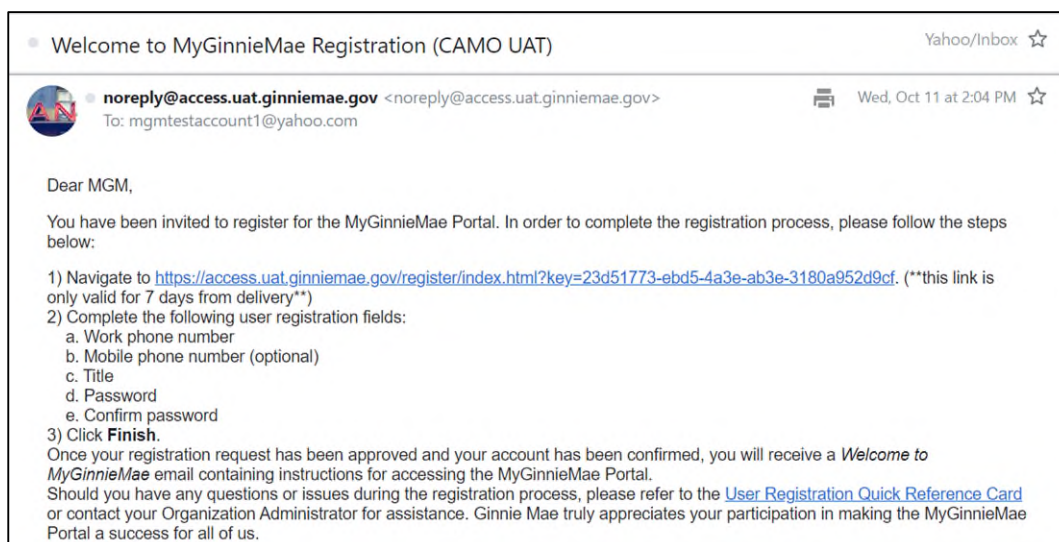 Welcome to MyGinnieMae Registration (CAMO UAT)
Yahoo/Inbox
AN
noreply@access.uat.ginniemae.gov <noreply@access.uat.ginniemae.gov>
Wed, Oct 11 at 2:04 PM
To: mgmtestaccount1@yahoo.com
Dear MGM,
You have been invited to register for the MyGinnieMae Portal. In order to complete the registration process, please follow the steps
below:
1) Navigate to https://access.uat.ginniemae.gov/register/index.html?key=23d51773-ebd5-4a3e-ab3e-3180a952d9cf. (**this link is
only valid for 7 days from delivery**)
2) Complete the following user registration fields:
a. Work phone number
b. Mobile phone number (optional)
c. Title
d. Password
e. Confirm password
3) Click Finish.
Once your registration request has been approved and your account has been confirmed, you will receive a Welcome to
MyGinnieMae email containing instructions for accessing the MyGinnieMae Portal.
Should you have any questions or issues during the registration process, please refer to the User Registration Quick Reference Card
or contact your Organization Administrator for assistance. Ginnie Mae truly appreciates your participation in making the MyGinnieMae
Portal a success for all of us.